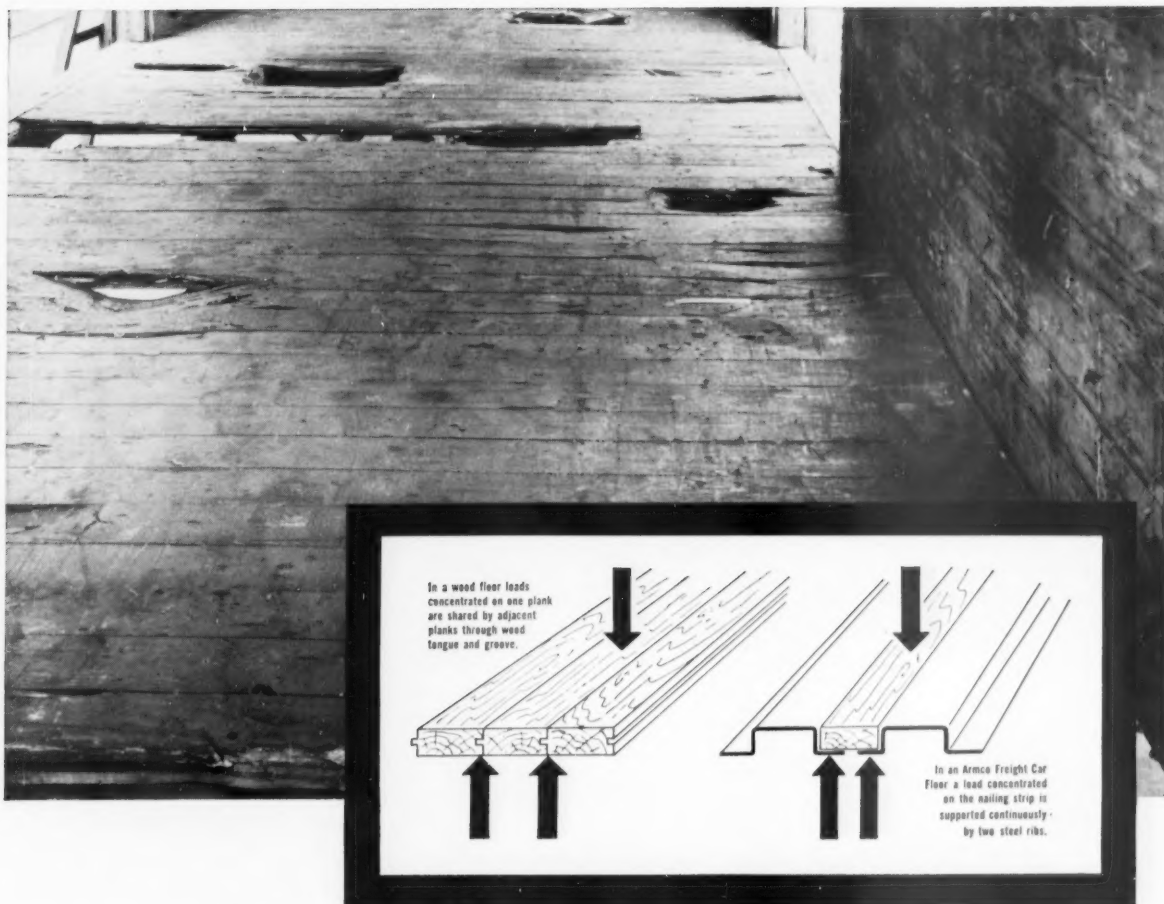 In a wood floor loads
concentrated on one plank
are shared by adjacent
planks through wood
tongue and groove.
In an Armco Freight Car
Floor a load concentrated
on the nailing strip is
supported continuously
by two steel ribs.